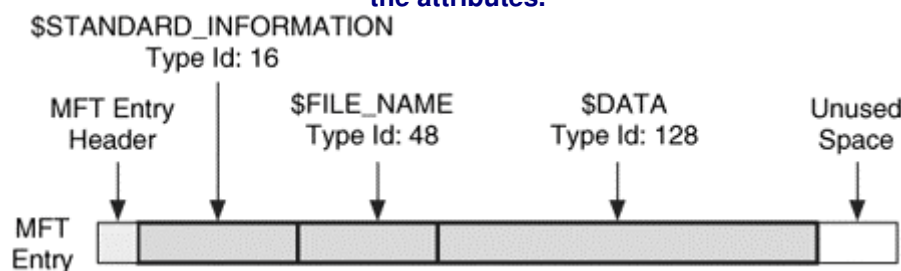 the attributes.
$STANDARD_INFORMATION
Type Id: 16
MFT Entry
Header
$FILE_NAME
Type Id: 48
$DATA
Type Id: 128
Unused
Space
MFT
Entry